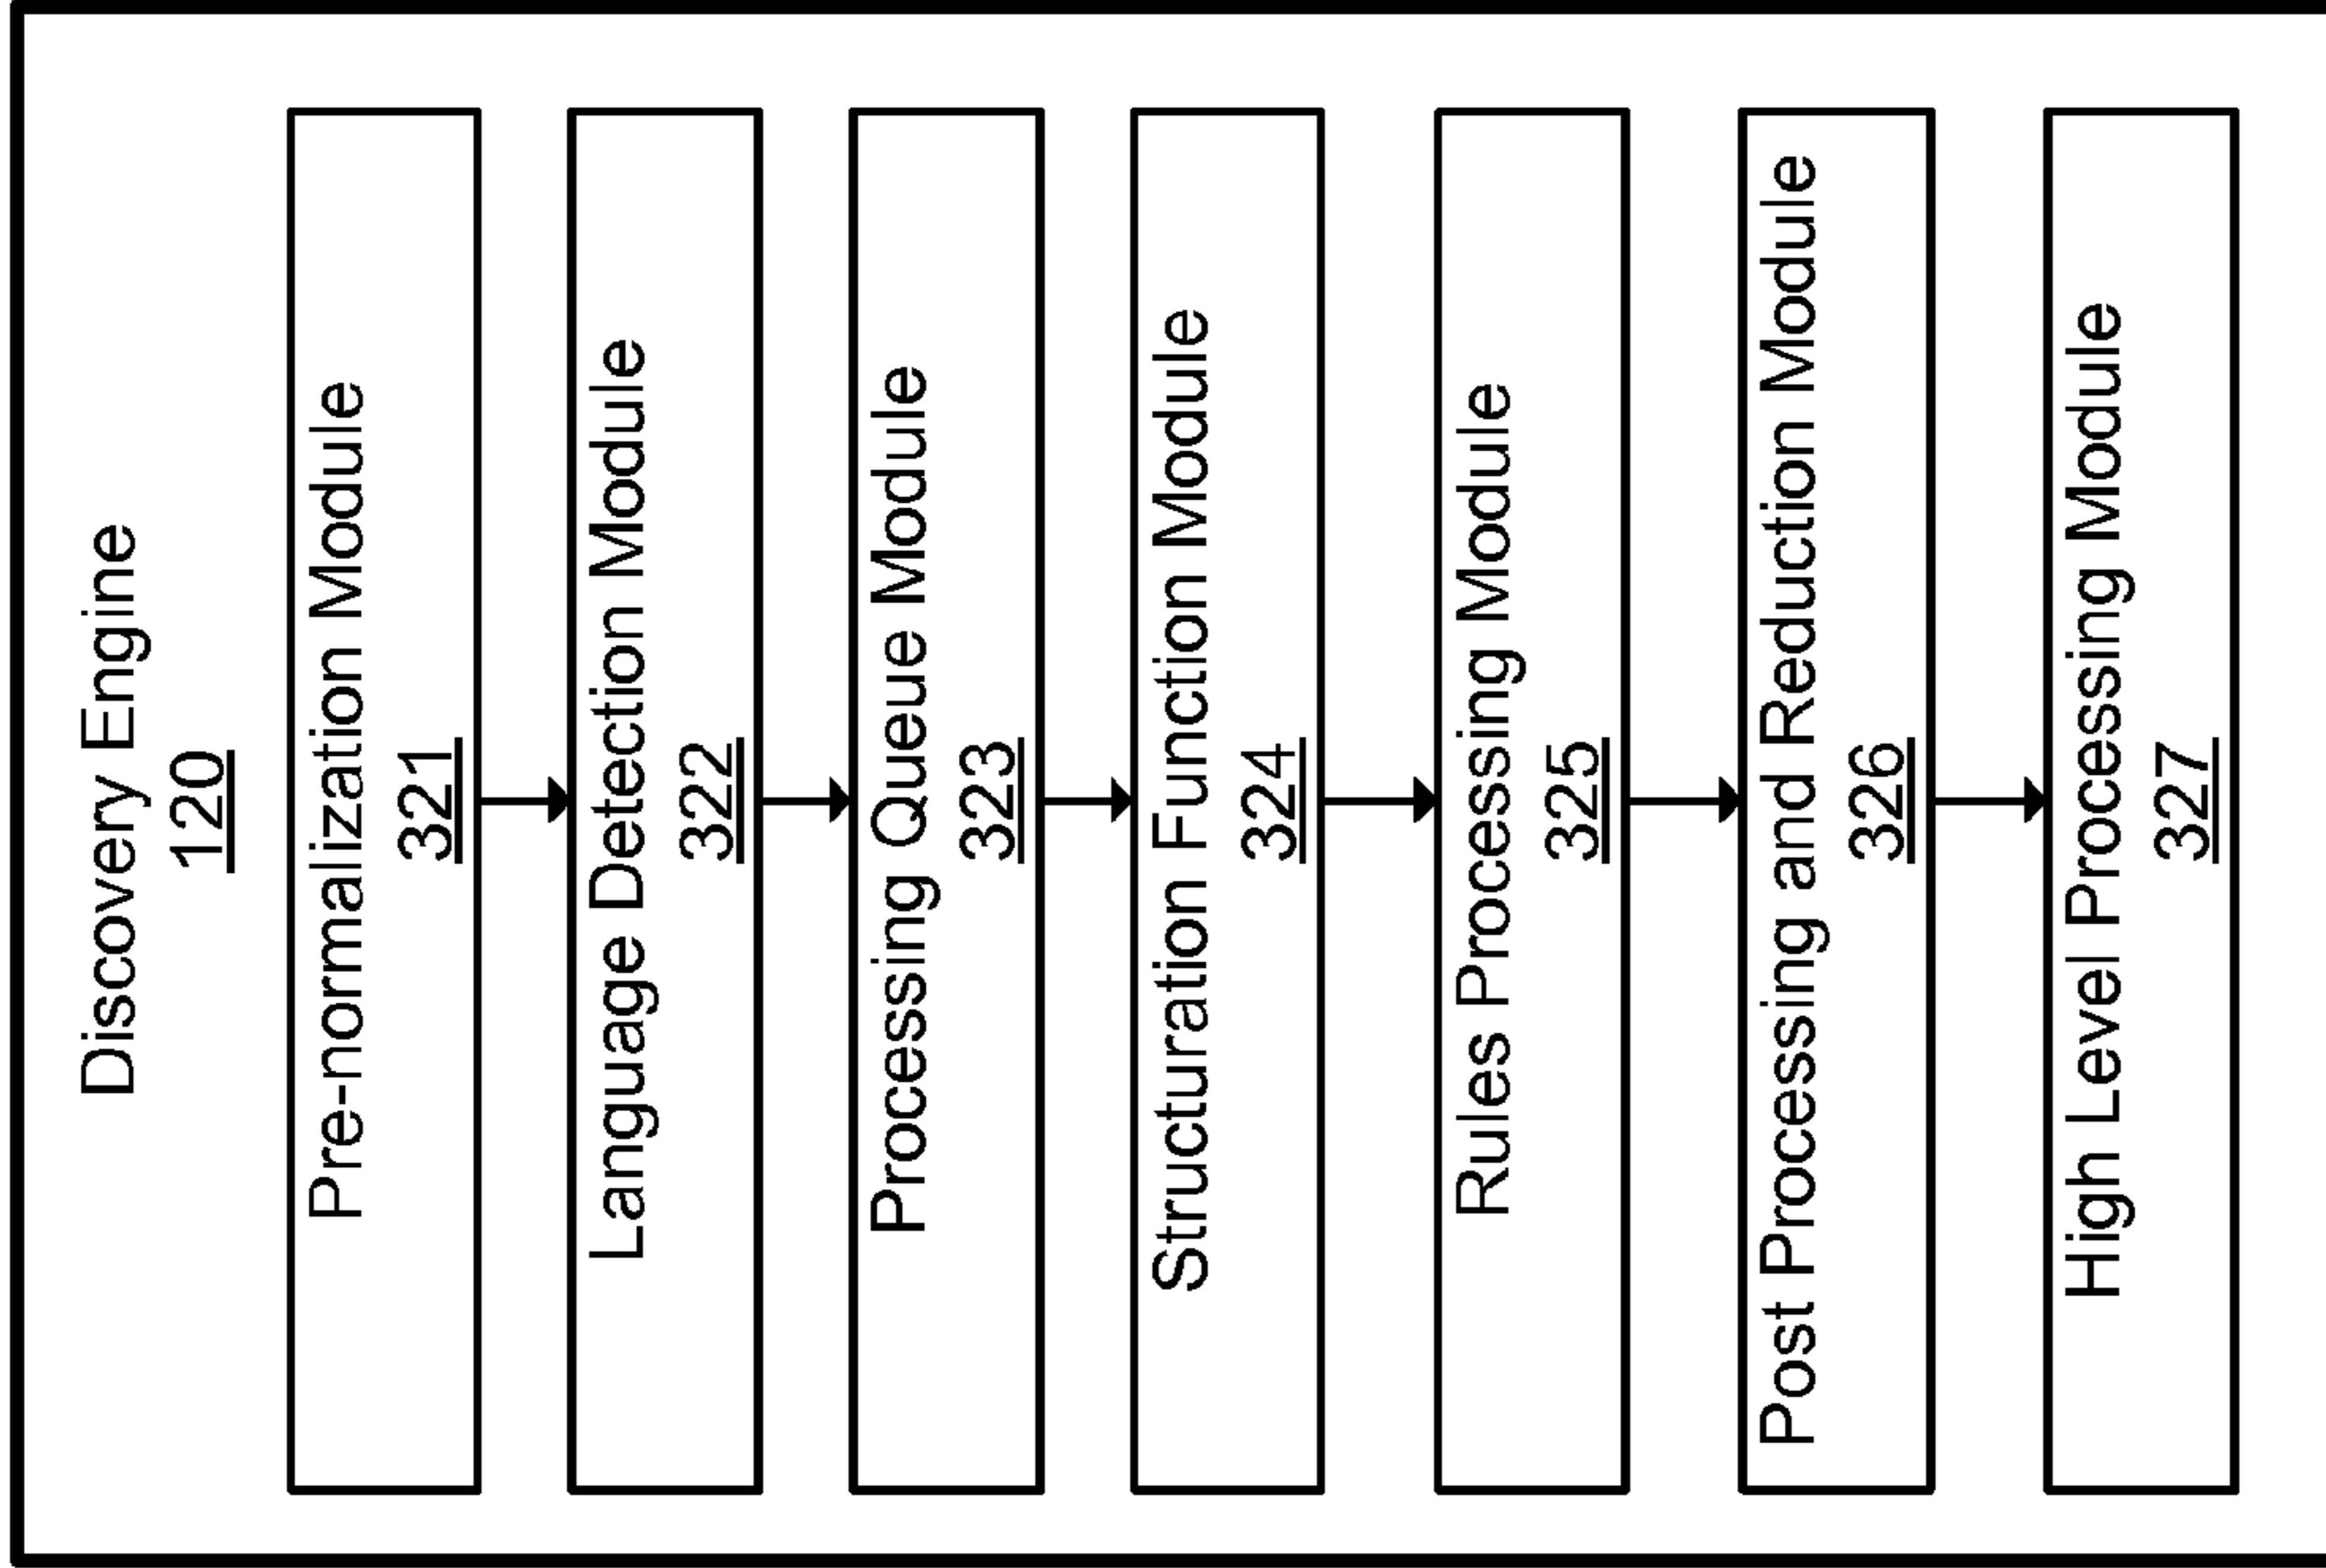 Discovery Engine
120
Pre-normalization Module
321
Language Detection Module
322
Processing Queue Module
323
Structuration Function Module
324
Rules Processing Module
325
Post Processing and Reduction Module
326
High Level Processing Module
327